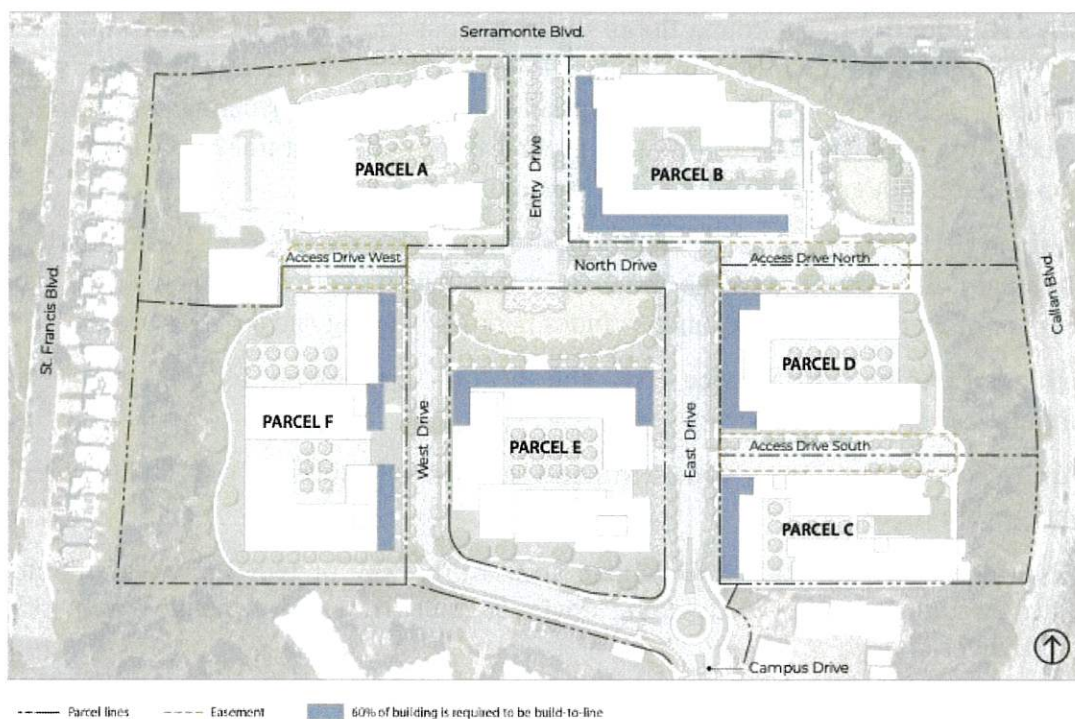 Serramonte Blvd.
PARCEL A
Entry Drive
PARCEL B
Access Drive West
North Drive
Access Drive North
St. Francis Blvd.
Callan Blvd.
PARCEL D
PARCEL F
West Drive
PARCEL E
East Drive
Access Drive South
PARCEL C
Campus Drive
Parcel lines
Easement
60% of building is required to be build-to-line